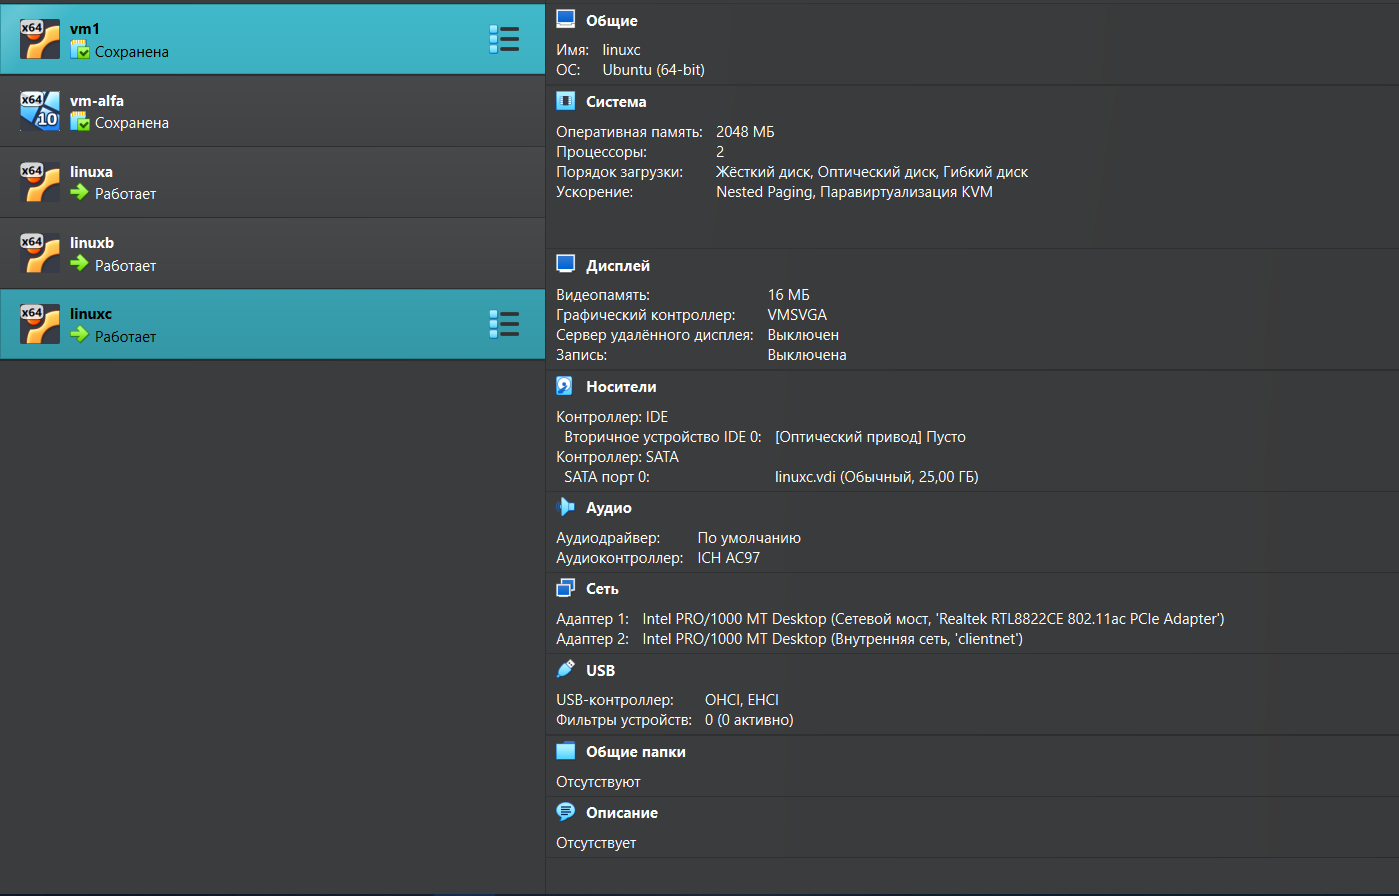 x64
vm1
Сохранена
x64
10
vm-alfa
Сохранена
x64
linuxa
Работает
x64
linuxb
Работает
x64
linuxc
Работает
Общие
Имя: linuxc
ОС: Ubuntu (64-bit)
Система
Оперативная память: 2048 МБ
Процессоры: 2
Порядок загрузки: Жёсткий диск, Оптический диск, Гибкий диск
Ускорение: Nested Paging, Паравиртуализация KVM
Дисплей
Видеопамять: 16 МБ
Графический контроллер: VMSVGA
Сервер удалённого дисплея: Выключен
Запись: Выключена
Носители
Контроллер: IDE
Вторичное устройство IDE 0: [Оптический привод] Пусто
Контроллер: SATA
SATA порт 0: linuxc.vdi (Обычный, 25,00 ГБ)
Аудио
Аудиодрайвер: По умолчанию
Аудиоконтроллер: ICH AC97
Сеть
Адаптер 1: Intel PRO/1000 MT Desktop (Сетевой мост, 'Realtek RTL8822CE 802.11ac PCIe Adapter')
Адаптер 2: Intel PRO/1000 MT Desktop (Внутренняя сеть, 'clientnet')
USB
USB-контроллер: OHCI, EHCI
Фильтры устройств: 0 (0 активно)
Общие папки
Отсутствуют
Описание
Отсутствует